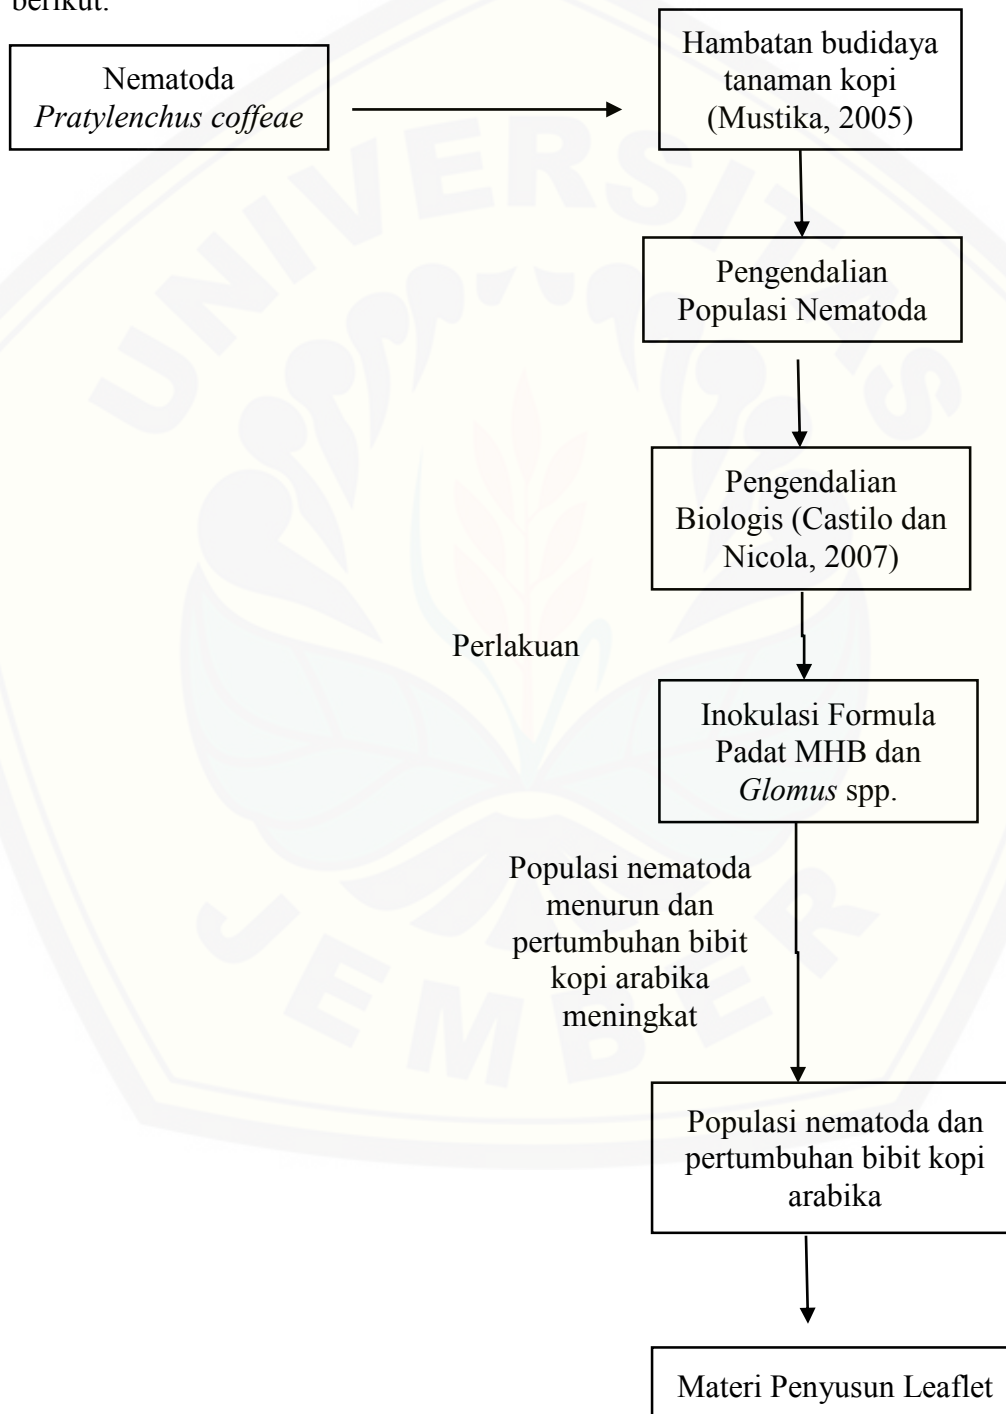 berikut.
Nematoda
Pratylenchus coffeae
Hambatan budidaya
tanaman kopi
(Mustika, 2005)
Pengendalian
Populasi Nematoda
Pengendalian
Biologis (Castilo dan
Nicola, 2007)
Perlakuan
Inokulasi Formula
Padat MHB dan
Glomus spp.
Populasi nematoda
menurun dan
pertumbuhan bibit
kopi arabika
meningkat
Populasi nematoda dan
pertumbuhan bibit kopi
arabika
Materi Penyusun Leaflet
UNIVERSITAS
JEMBER